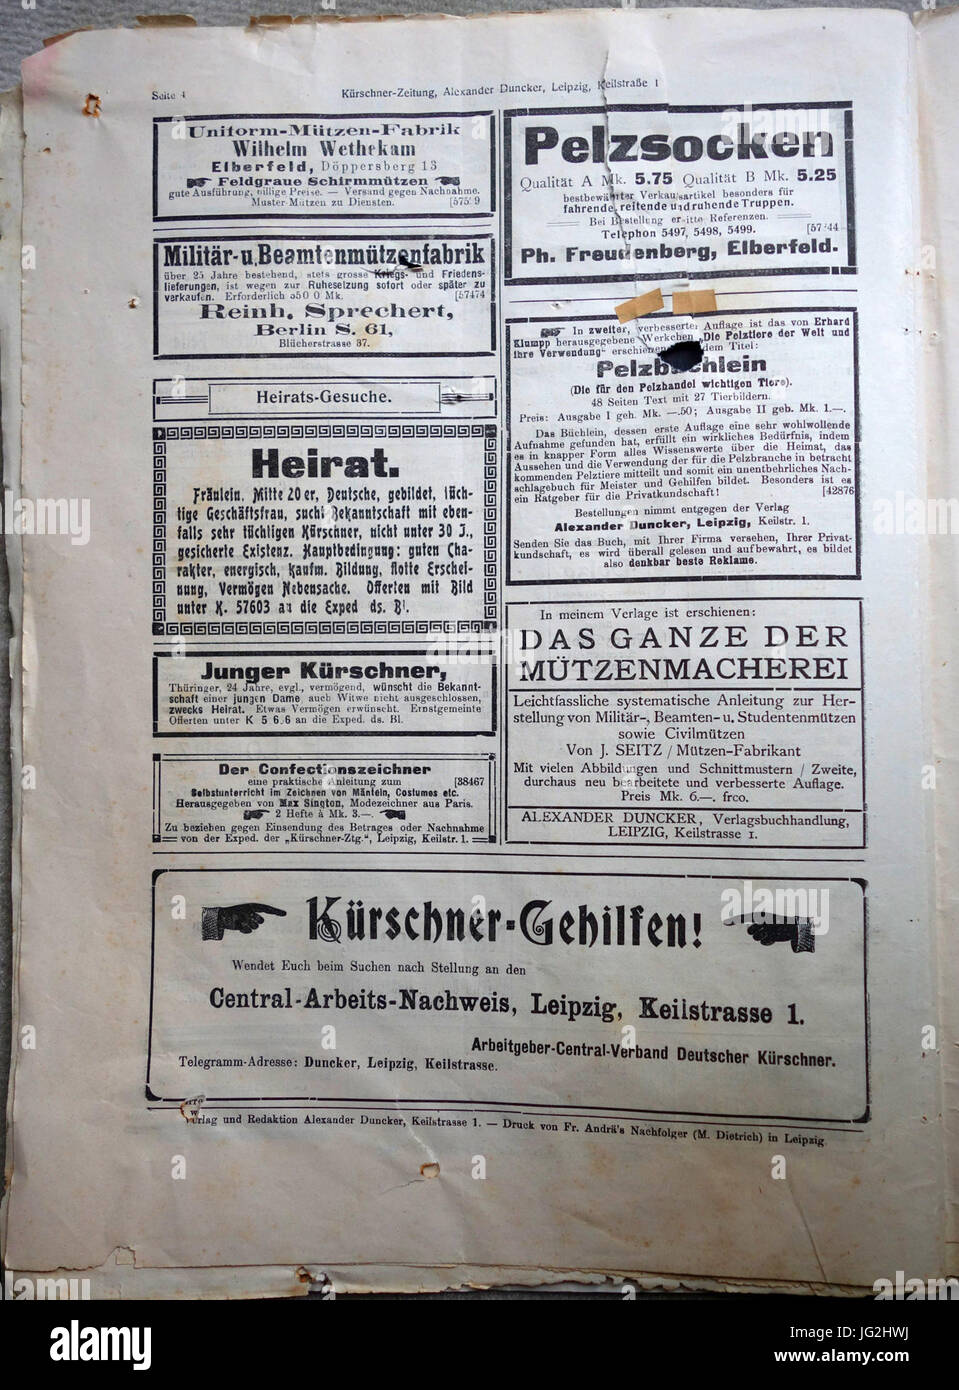 Seite 4
Kürschner-Zeitung, Alexander Duncker, Leipzig, Keilstraße 1
Uniform-Mützen-Fabrik
Wilhelm Wethekam
Elberfeld, Döppersberg 13
Feldgraue Schirmmützen
gute Ausführung, billige Preise. — Versand gegen Nachnahme.
Muster-Mützen zu Diensten.
Militär- u. Beamtenmützenfabrik
über 25 Jahre bestehend, stets grosse Kriegs- und Friedens-
lieferungen, ist wegen zur Ruhesetzung sofort oder später zu
verkaufen. Erforderlich [57474
Reinh. Sprechert,
Berlin S. 61,
Blücherstrasse 37.
Heirats-Gesuche.
Heirat.
Fräulein, Mitte 20er, Deutsche, gebildet, tüch-
tige Geschäftsfrau, sucht Bekanntschaft mit eben-
falls sehr tüchtigen Kürschner, nicht unter 30 J.,
gesicherte Existenz. Hauptbedingung: guten Cha-
rakter, energisch, kaufm. Bildung, flotte Erschei-
nung, Vermögen Nebensache. Offerten mit Bild
unter K. 57603 an die Exped ds. Bl.
Junger Kürschner,
Thüringer, 24 Jahre, evgl., vermögend, wünscht die Bekannt-
schaft einer jungen Dame, auch Witwe nicht ausgeschlossen,
zwecks Heirat. Etwas Vermögen erwünscht. Ernstgemeinte
Offerten unter K 5 6.6 an die Exped. ds. Bl.
Der Confectionszeichner
eine praktische Anleitung zum [38467
Selbstunterricht im Zeichnen von Mänteln, Costumes etc.
Herausgegeben von Max Sington, Modezeichner aus Paris.
2 Hefte à Mk. 3.—.
Zu beziehen gegen Einsendung des Betrages oder Nachnahme
von der Exped. der „Kürschner-Ztg.", Leipzig, Keilstr. 1.
Pelzsocken
Qualität A Mk. 5.75 Qualität B Mk. 5.25
bestbewährter Verkaufsartikel besonders für
fahrende, reitende und ruhende Truppen.
Bei Bestellung erbitte Referenzen.
Telephon 5497, 5498, 5499.
Ph. Freudenberg, Elberfeld.
In zweiter, verbesserter Auflage ist das von Erhard
Klumpp herausgegebene Werkchen „Die Pelztiere der Welt und
ihre Verwendung" erschienen dem Titel:
Pelzbüchlein
(Die für den Pelzhandel wichtigen Tiere).
48 Seiten Text mit 27 Tierbildern.
Preis: Ausgabe I geh. Mk. —.50; Ausgabe II geb. Mk. 1.—.
Das Büchlein, dessen erste Auflage eine sehr wohlwollende
Aufnahme gefunden hat, erfüllt ein wirkliches Bedürfnis, indem
es in knapper Form alles Wissenswerte über die Heimat, das
Aussehen und die Verwendung der für die Pelzbranche in betracht
kommenden Pelztiere mitteilt und somit ein unentbehrliches Nach-
schlagebuch für Meister und Gehilfen bildet. Besonders ist es
ein Ratgeber für die Privatkundschaft! [42876
Bestellungen nimmt entgegen der Verlag
Alexander Duncker, Leipzig, Keilstr. 1.
Senden Sie das Buch, mit Ihrer Firma versehen, Ihrer Privat-
kundschaft, es wird überall gelesen und aufbewahrt, es bildet
also denkbar beste Reklame.
In meinem Verlage ist erschienen:
DAS GANZE DER
MÜTZENMACHEREI
Leichtfassliche systematische Anleitung zur Her-
stellung von Militär-, Beamten- u. Studentenmützen
sowie Civilmützen
Von J. SEITZ / Mützen-Fabrikant
Mit vielen Abbildungen und Schnittmustern / Zweite,
durchaus neu bearbeitete und verbesserte Auflage.
Preis Mk. 6.—. frco.
ALEXANDER DUNCKER, Verlagsbuchhandlung,
LEIPZIG, Keilstrasse 1.
Kürschner-Gehilfen!
Wendet Euch beim Suchen nach Stellung an den
Central-Arbeits-Nachweis, Leipzig, Keilstrasse 1.
Arbeitgeber-Central-Verband Deutscher Kürschner.
Telegramm-Adresse: Duncker, Leipzig, Keilstrasse.
Verlag und Redaktion Alexander Duncker, Keilstrasse 1. — Druck von Fr. Andrä's Nachfolger (M. Dietrich) in Leipzig
a
alamy
alamy stock photo
JG2HWJ
www.alamy.com